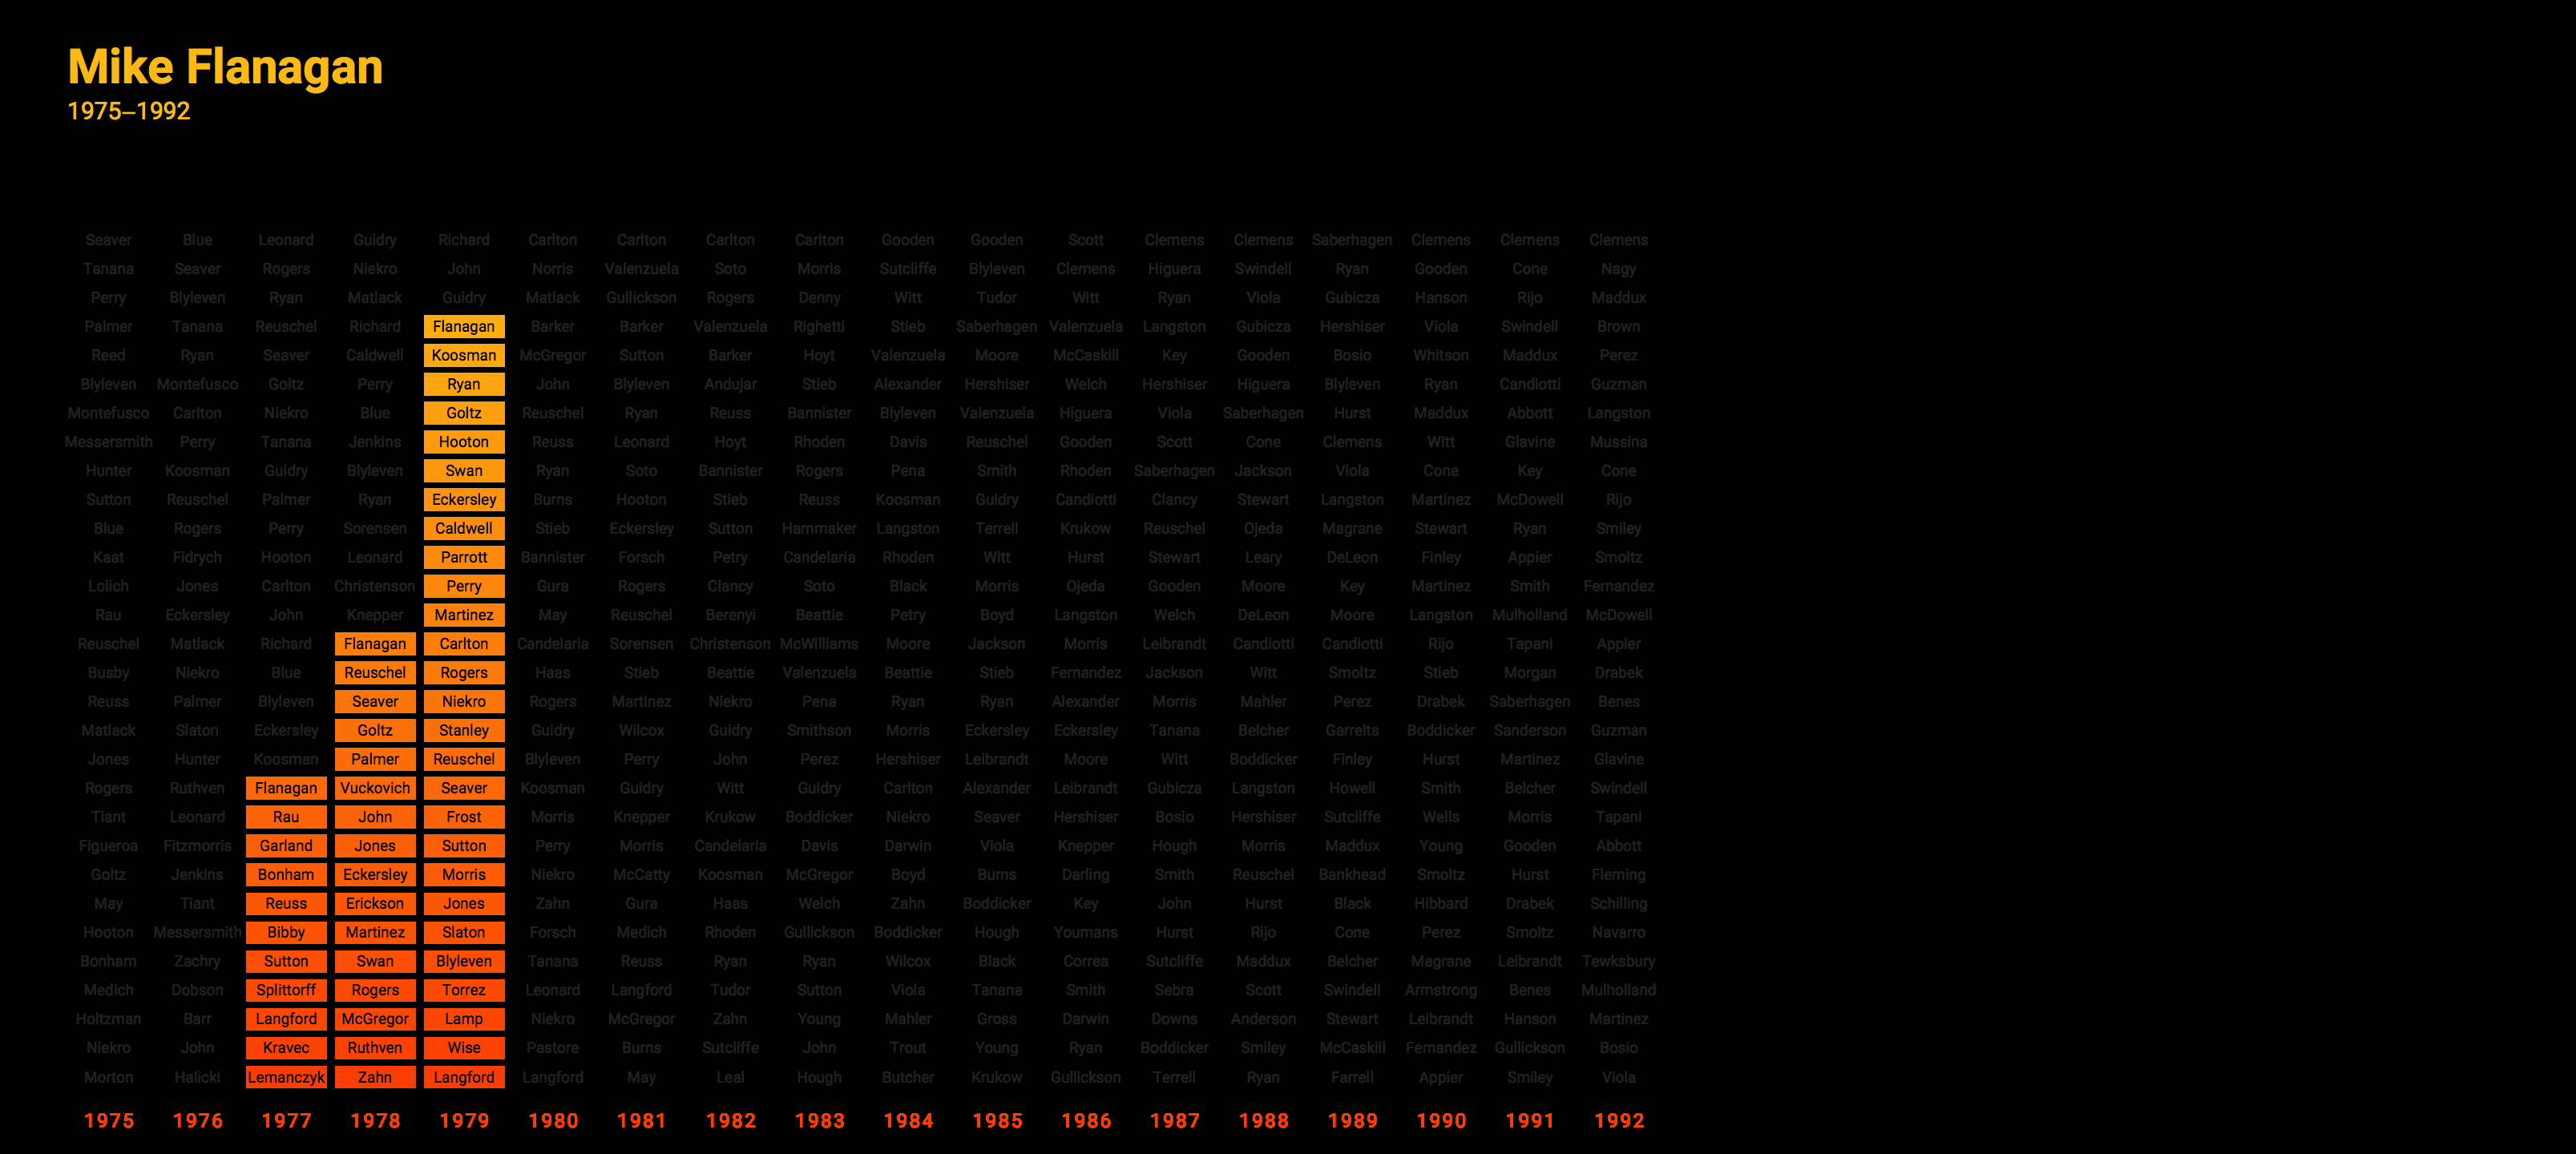 Mike Flanagan
1975–1992
Seaver Blue Leonard Guidry Richard Carlton Carlton Carlton Carlton Gooden Gooden Scott Clemens Clemens Saberhagen Clemens Clemens Clemens
Tanana Seaver Rogers Niekro John Norris Valenzuela Soto Morris Sutcliffe Blyleven Clemens Higuera Swindell Ryan Gooden Cone Nagy
Perry Blyleven Ryan Matlack Guidry Matlack Gullickson Rogers Denny Witt Tudor Witt Ryan Viola Gubicza Hanson Rijo Maddux
Palmer Tanana Reuschel Richard Flanagan Barker Barker Valenzuela Righetti Stieb Saberhagen Valenzuela Langston Gubicza Hershiser Viola Swindell Brown
Reed Ryan Seaver Caldwell Koosman McGregor Sutton Barker Hoyt Valenzuela Moore McCaskill Key Gooden Bosio Whitson Maddux Perez
Blyleven Montefusco Goltz Perry Ryan John Blyleven Andujar Stieb Alexander Hershiser Welch Hershiser Higuera Blyleven Ryan Candiotti Guzman
Montefusco Carlton Niekro Blue Goltz Reuschel Ryan Reuss Bannister Blyleven Valenzuela Higuera Viola Saberhagen Hurst Maddux Abbott Langston
Messersmith Perry Tanana Jenkins Hooton Reuss Leonard Hoyt Rhoden Davis Reuschel Gooden Scott Cone Clemens Witt Glavine Mussina
Hunter Koosman Guidry Blyleven Swan Ryan Soto Bannister Rogers Pena Smith Rhoden Saberhagen Jackson Viola Cone Key Cone
Sutton Reuschel Palmer Ryan Eckersley Burns Hooton Stieb Reuss Koosman Guidry Candiotti Clancy Stewart Langston Martinez McDowell Rijo
Blue Rogers Perry Sorensen Caldwell Stieb Eckersley Sutton Hammaker Langston Terrell Krukow Reuschel Ojeda Magrane Stewart Ryan Smiley
Kaat Fidrych Hooton Leonard Parrott Bannister Forsch Petry Candelaria Rhoden Witt Hurst Stewart Leary DeLeon Finley Appier Smoltz
Lolich Jones Carlton Christenson Perry Gura Rogers Clancy Soto Black Morris Ojeda Gooden Moore Key Martinez Smith Fernandez
Rau Eckersley John Knepper Martinez May Reuschel Berenyi Beattie Petry Boyd Langston Welch DeLeon Moore Langston Mulholland McDowell
Reuschel Matlack Richard Flanagan Carlton Candelaria Sorensen Christenson McWilliams Moore Jackson Morris Leibrandt Candiotti Candiotti Rijo Tapani Appier
Busby Niekro Blue Reuschel Rogers Haas Stieb Beattie Valenzuela Beattie Stieb Fernandez Jackson Witt Smoltz Stieb Morgan Drabek
Reuss Palmer Blyleven Seaver Niekro Rogers Martinez Niekro Pena Ryan Ryan Alexander Morris Mahler Perez Drabek Saberhagen Benes
Matlack Slaton Eckersley Goltz Stanley Guidry Wilcox Guidry Smithson Morris Eckersley Eckersley Tanana Belcher Garrelts Boddicker Sanderson Guzman
Jones Hunter Koosman Palmer Reuschel Blyleven Perry John Perez Hershiser Leibrandt Moore Witt Boddicker Finley Hurst Martinez Glavine
Rogers Ruthven Flanagan Vuckovich Seaver Koosman Guidry Witt Guidry Carlton Alexander Leibrandt Gubicza Langston Howell Smith Belcher Swindell
Tiant Leonard Rau John Frost Morris Knepper Krukow Boddicker Niekro Seaver Hershiser Bosio Hershiser Sutcliffe Wells Morris Tapani
Figueroa Fitzmorris Garland Jones Sutton Perry Morris Candelaria Davis Darwin Viola Knepper Hough Morris Maddux Young Gooden Abbott
Goltz Jenkins Bonham Eckersley Morris Niekro McCatty Koosman McGregor Boyd Burns Darling Smith Reuschel Bankhead Smoltz Hurst Fleming
May Tiant Reuss Erickson Jones Zahn Gura Haas Welch Zahn Boddicker Key John Hurst Black Hibbard Drabek Schilling
Hooton Messersmith Bibby Martinez Slaton Forsch Medich Rhoden Gullickson Boddicker Hough Youmans Hurst Rijo Cone Perez Smoltz Navarro
Bonham Zachry Sutton Swan Blyleven Tanana Reuss Ryan Ryan Wilcox Black Correa Sutcliffe Maddux Belcher Magrane Leibrandt Tewksbury
Medich Dobson Splittorff Rogers Torrez Leonard Langford Tudor Sutton Viola Tanana Smith Sebra Scott Swindell Armstrong Benes Mulholland
Holtzman Barr Langford McGregor Lamp Niekro McGregor Zahn Young Mahler Gross Darwin Downs Anderson Stewart Leibrandt Hanson Martinez
Niekro John Kravec Ruthven Wise Pastore Burns Sutcliffe John Trout Young Ryan Boddicker Smiley McCaskill Fernandez Gullickson Bosio
Morton Halicki Lemanczyk Zahn Langford Langford May Leal Hough Butcher Krukow Gullickson Terrell Ryan Farrell Appier Smiley Viola
1975 1976 1977 1978 1979 1980 1981 1982 1983 1984 1985 1986 1987 1988 1989 1990 1991 1992